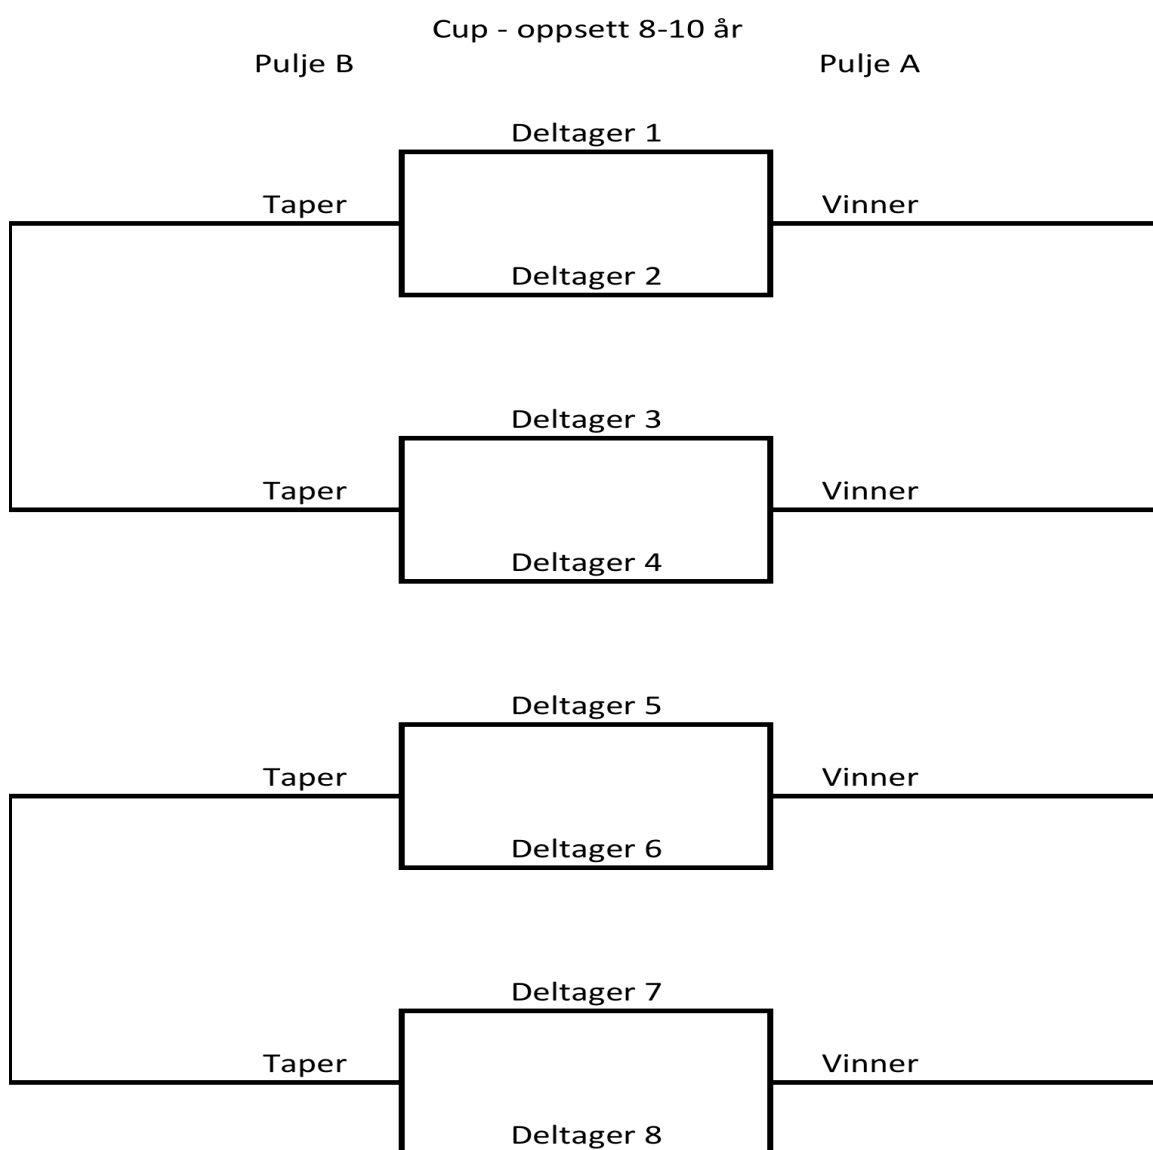 Cup - oppsett 8-10 år
Pulje B Pulje A
Deltager 1
Taper Vinner
Deltager 2
Deltager 3
Taper Vinner
Deltager 4
Deltager 5
Taper Vinner
Deltager 6
Deltager 7
Taper Vinner
Deltager 8